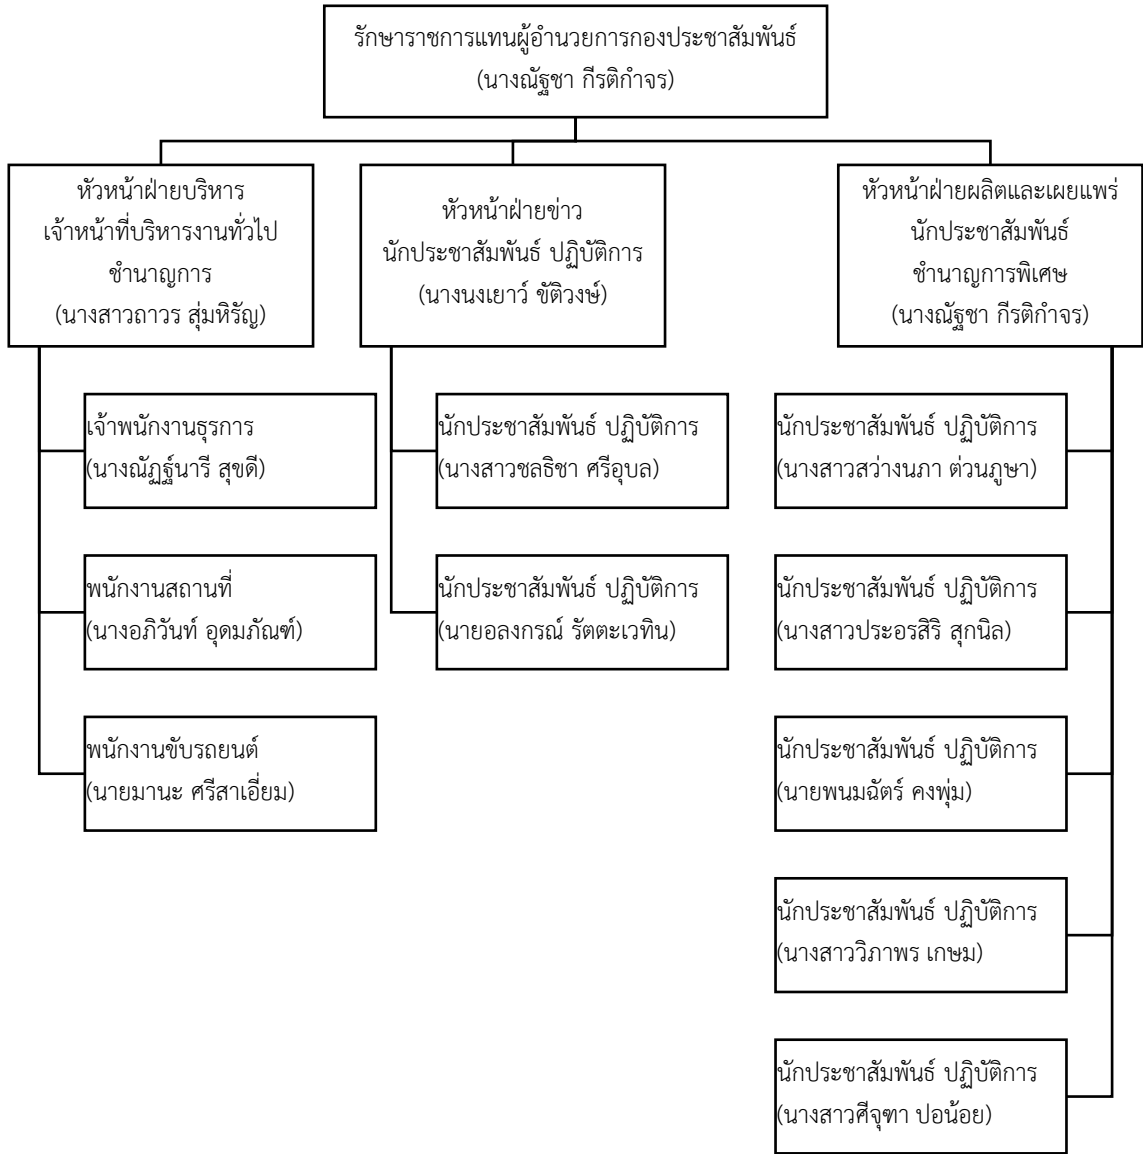 รักษาราชการแทนผู้อำนวยการกองประชาสัมพันธ์
(นางณัฐชา กีรติกำจร)
หัวหน้าฝ่ายบริหาร
เจ้าหน้าที่บริหารงานทั่วไป
ชำนาญการ
(นางสาวถาวร สุ่มหิรัญ)
เจ้าพนักงานธุรการ
(นางณัฏฐ์นารี สุขดี)
พนักงานสถานที่
(นางอภิวันท์ อุดมภัณฑ์)
พนักงานขับรถยนต์
(นายมานะ ศรีสาเอี่ยม)
หัวหน้าฝ่ายข่าว
นักประชาสัมพันธ์ ปฏิบัติการ
(นางนงเยาว์ ขัติวงษ์)
นักประชาสัมพันธ์ ปฏิบัติการ
(นางสาวชลธิชา ศรีอุบล)
นักประชาสัมพันธ์ ปฏิบัติการ
(นายอลงกรณ์ รัตตะเวทิน)
หัวหน้าฝ่ายผลิตและเผยแพร่
นักประชาสัมพันธ์
ชำนาญการพิเศษ
(นางณัฐชา กีรติกำจร)
นักประชาสัมพันธ์ ปฏิบัติการ
(นางสาวสว่างนภา ต่วนภูษา)
นักประชาสัมพันธ์ ปฏิบัติการ
(นางสาวประอรสิริ สุกนิล)
นักประชาสัมพันธ์ ปฏิบัติการ
(นายพนมฉัตร์ คงพุ่ม)
นักประชาสัมพันธ์ ปฏิบัติการ
(นางสาววิภาพร เกษม)
นักประชาสัมพันธ์ ปฏิบัติการ
(นางสาวศีจุฑา ปอน้อย)